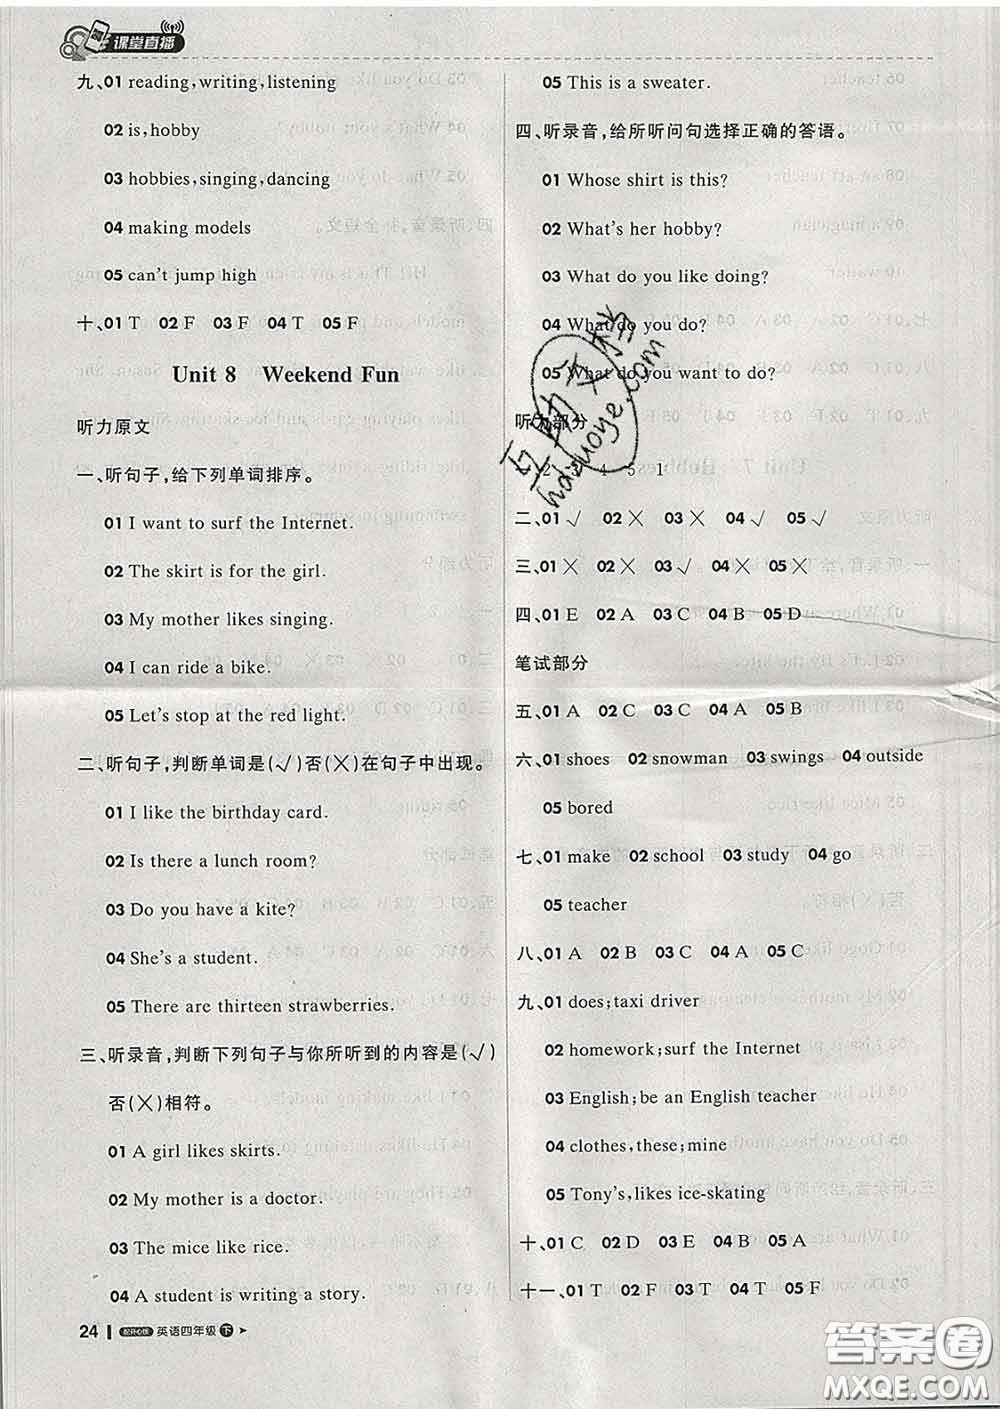 课堂直播
九、01 reading,writing,listening
02 is,hobby
03 hobbies,singing,dancing
04 making models
05 can't jump high
十、01 T 02 F 03 F 04 T 05 F
Unit 8 Weekend Fun
听力原文
一、听句子,给下列单词排序。
01 I want to surf the Internet.
02 The skirt is for the girl.
03 My mother likes singing.
04 I can ride a bike.
05 Let's stop at the red light.
二、听句子,判断单词是(√)否(×)在句子中出现。
01 I like the birthday card.
02 Is there a lunch room?
03 Do you have a kite?
04 She's a student.
05 There are thirteen strawberries.
三、听录音,判断下列句子与你所听到的内容是(√)
否(×)相符。
01 A girl likes skirts.
02 My mother is a doctor.
03 The mice like rice.
04 A student is writing a story.
24 英语四年级 下
05 This is a sweater.
四、听录音,给所听问句选择正确的答语。
01 Whose shirt is this?
02 What's her hobby?
03 What do you like doing?
04 What do you do?
05 What do you want to do?
听力部分
2 4 5 1
二、01 √ 02 × 03 × 04 √ 05 √
三、01 × 02 × 03 √ 04 × 05 ×
四、01 E 02 A 03 C 04 B 05 D
笔试部分
五、01 A 02 C 03 C 04 A 05 B
六、01 shoes 02 snowman 03 swings 04 outside
05 bored
七、01 make 02 school 03 study 04 go
05 teacher
八、01 A 02 B 03 C 04 A 05 C
九、01 does;taxi driver
02 homework;surf the Internet
03 English;be an English teacher
04 clothes,these;mine
05 Tony's,likes ice-skating
十、01 C 02 D 03 E 04 B 05 A
十一、01 T 02 F 03 T 04 T 05 F
答案圈
MXQE.COM